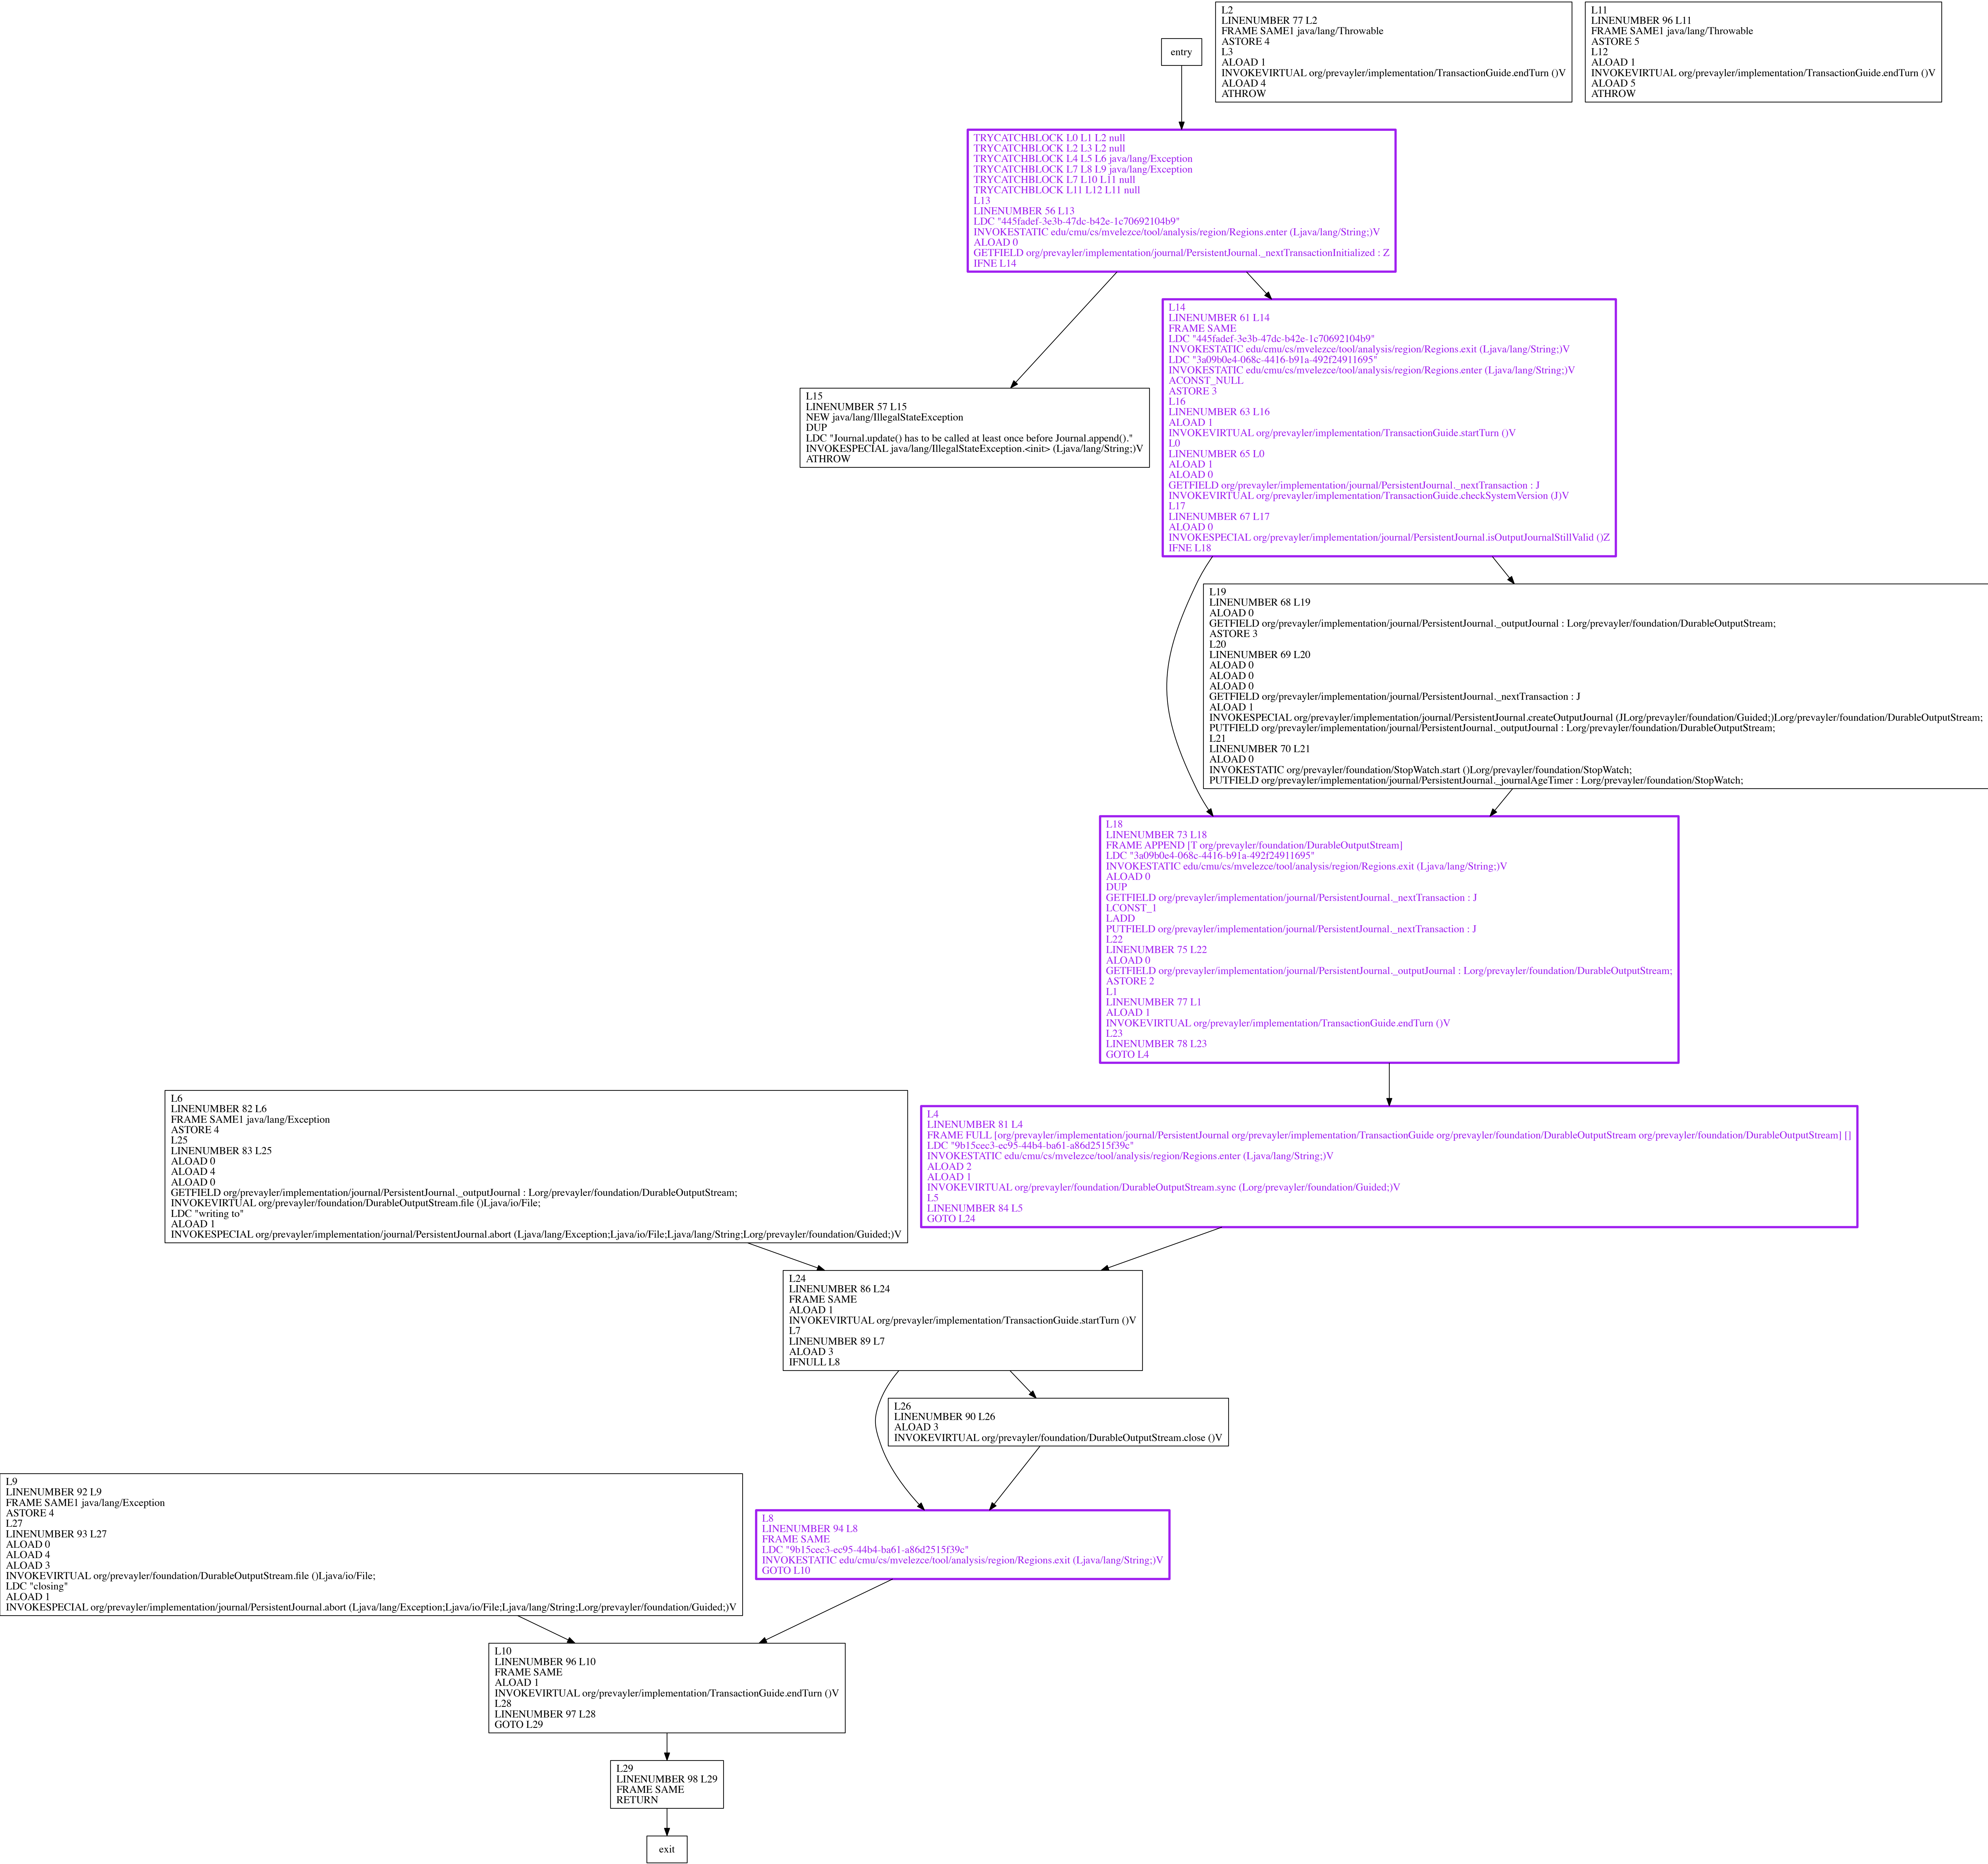 L2
LINENUMBER 77 L2
FRAME SAME1 java/lang/Throwable
ASTORE 4
L3
ALOAD 1
INVOKEVIRTUAL org/prevayler/implementation/TransactionGuide.endTurn ()V
ALOAD 4
ATHROW
L11
LINENUMBER 96 L11
FRAME SAME1 java/lang/Throwable
ASTORE 5
L12
ALOAD 1
INVOKEVIRTUAL org/prevayler/implementation/TransactionGuide.endTurn ()V
ALOAD 5
ATHROW
entry
TRYCATCHBLOCK L0 L1 L2 null
TRYCATCHBLOCK L2 L3 L2 null
TRYCATCHBLOCK L4 L5 L6 java/lang/Exception
TRYCATCHBLOCK L7 L8 L9 java/lang/Exception
TRYCATCHBLOCK L7 L10 L11 null
TRYCATCHBLOCK L11 L12 L11 null
L13
LINENUMBER 56 L13
LDC "445fadef-3e3b-47dc-b42e-1c70692104b9"
INVOKESTATIC edu/cmu/cs/mvelezce/tool/analysis/region/Regions.enter (Ljava/lang/String;)V
ALOAD 0
GETFIELD org/prevayler/implementation/journal/PersistentJournal._nextTransactionInitialized : Z
IFNE L14
L14
LINENUMBER 61 L14
FRAME SAME
LDC "445fadef-3e3b-47dc-b42e-1c70692104b9"
INVOKESTATIC edu/cmu/cs/mvelezce/tool/analysis/region/Regions.exit (Ljava/lang/String;)V
LDC "3a09b0e4-068c-4416-b91a-492f24911695"
INVOKESTATIC edu/cmu/cs/mvelezce/tool/analysis/region/Regions.enter (Ljava/lang/String;)V
ACONST_NULL
ASTORE 3
L16
LINENUMBER 63 L16
ALOAD 1
INVOKEVIRTUAL org/prevayler/implementation/TransactionGuide.startTurn ()V
L0
LINENUMBER 65 L0
ALOAD 1
ALOAD 0
GETFIELD org/prevayler/implementation/journal/PersistentJournal._nextTransaction : J
INVOKEVIRTUAL org/prevayler/implementation/TransactionGuide.checkSystemVersion (J)V
L17
LINENUMBER 67 L17
ALOAD 0
INVOKESPECIAL org/prevayler/implementation/journal/PersistentJournal.isOutputJournalStillValid ()Z
IFNE L18
L15
LINENUMBER 57 L15
NEW java/lang/IllegalStateException
DUP
LDC "Journal.update() has to be called at least once before Journal.append()."
INVOKESPECIAL java/lang/IllegalStateException.<init> (Ljava/lang/String;)V
ATHROW
L19
LINENUMBER 68 L19
ALOAD 0
GETFIELD org/prevayler/implementation/journal/PersistentJournal._outputJournal : Lorg/prevayler/foundation/DurableOutputStream;
ASTORE 3
L20
LINENUMBER 69 L20
ALOAD 0
ALOAD 0
ALOAD 0
GETFIELD org/prevayler/implementation/journal/PersistentJournal._nextTransaction : J
ALOAD 1
INVOKESPECIAL org/prevayler/implementation/journal/PersistentJournal.createOutputJournal (JLorg/prevayler/foundation/Guided;)Lorg/prevayler/foundation/DurableOutputStream;
PUTFIELD org/prevayler/implementation/journal/PersistentJournal._outputJournal : Lorg/prevayler/foundation/DurableOutputStream;
L21
LINENUMBER 70 L21
ALOAD 0
INVOKESTATIC org/prevayler/foundation/StopWatch.start ()Lorg/prevayler/foundation/StopWatch;
PUTFIELD org/prevayler/implementation/journal/PersistentJournal._journalAgeTimer : Lorg/prevayler/foundation/StopWatch;
L18
LINENUMBER 73 L18
FRAME APPEND [T org/prevayler/foundation/DurableOutputStream]
LDC "3a09b0e4-068c-4416-b91a-492f24911695"
INVOKESTATIC edu/cmu/cs/mvelezce/tool/analysis/region/Regions.exit (Ljava/lang/String;)V
ALOAD 0
DUP
GETFIELD org/prevayler/implementation/journal/PersistentJournal._nextTransaction : J
LCONST_1
LADD
PUTFIELD org/prevayler/implementation/journal/PersistentJournal._nextTransaction : J
L22
LINENUMBER 75 L22
ALOAD 0
GETFIELD org/prevayler/implementation/journal/PersistentJournal._outputJournal : Lorg/prevayler/foundation/DurableOutputStream;
ASTORE 2
L1
LINENUMBER 77 L1
ALOAD 1
INVOKEVIRTUAL org/prevayler/implementation/TransactionGuide.endTurn ()V
L23
LINENUMBER 78 L23
GOTO L4
L6
LINENUMBER 82 L6
FRAME SAME1 java/lang/Exception
ASTORE 4
L25
LINENUMBER 83 L25
ALOAD 0
ALOAD 4
ALOAD 0
GETFIELD org/prevayler/implementation/journal/PersistentJournal._outputJournal : Lorg/prevayler/foundation/DurableOutputStream;
INVOKEVIRTUAL org/prevayler/foundation/DurableOutputStream.file ()Ljava/io/File;
LDC "writing to"
ALOAD 1
INVOKESPECIAL org/prevayler/implementation/journal/PersistentJournal.abort (Ljava/lang/Exception;Ljava/io/File;Ljava/lang/String;Lorg/prevayler/foundation/Guided;)V
L4
LINENUMBER 81 L4
FRAME FULL [org/prevayler/implementation/journal/PersistentJournal org/prevayler/implementation/TransactionGuide org/prevayler/foundation/DurableOutputStream org/prevayler/foundation/DurableOutputStream] []
LDC "9b15cec3-ec95-44b4-ba61-a86d2515f39c"
INVOKESTATIC edu/cmu/cs/mvelezce/tool/analysis/region/Regions.enter (Ljava/lang/String;)V
ALOAD 2
ALOAD 1
INVOKEVIRTUAL org/prevayler/foundation/DurableOutputStream.sync (Lorg/prevayler/foundation/Guided;)V
L5
LINENUMBER 84 L5
GOTO L24
L24
LINENUMBER 86 L24
FRAME SAME
ALOAD 1
INVOKEVIRTUAL org/prevayler/implementation/TransactionGuide.startTurn ()V
L7
LINENUMBER 89 L7
ALOAD 3
IFNULL L8
L26
LINENUMBER 90 L26
ALOAD 3
INVOKEVIRTUAL org/prevayler/foundation/DurableOutputStream.close ()V
L9
LINENUMBER 92 L9
FRAME SAME1 java/lang/Exception
ASTORE 4
L27
LINENUMBER 93 L27
ALOAD 0
ALOAD 4
ALOAD 3
INVOKEVIRTUAL org/prevayler/foundation/DurableOutputStream.file ()Ljava/io/File;
LDC "closing"
ALOAD 1
INVOKESPECIAL org/prevayler/implementation/journal/PersistentJournal.abort (Ljava/lang/Exception;Ljava/io/File;Ljava/lang/String;Lorg/prevayler/foundation/Guided;)V
L8
LINENUMBER 94 L8
FRAME SAME
LDC "9b15cec3-ec95-44b4-ba61-a86d2515f39c"
INVOKESTATIC edu/cmu/cs/mvelezce/tool/analysis/region/Regions.exit (Ljava/lang/String;)V
GOTO L10
L10
LINENUMBER 96 L10
FRAME SAME
ALOAD 1
INVOKEVIRTUAL org/prevayler/implementation/TransactionGuide.endTurn ()V
L28
LINENUMBER 97 L28
GOTO L29
L29
LINENUMBER 98 L29
FRAME SAME
RETURN
exit